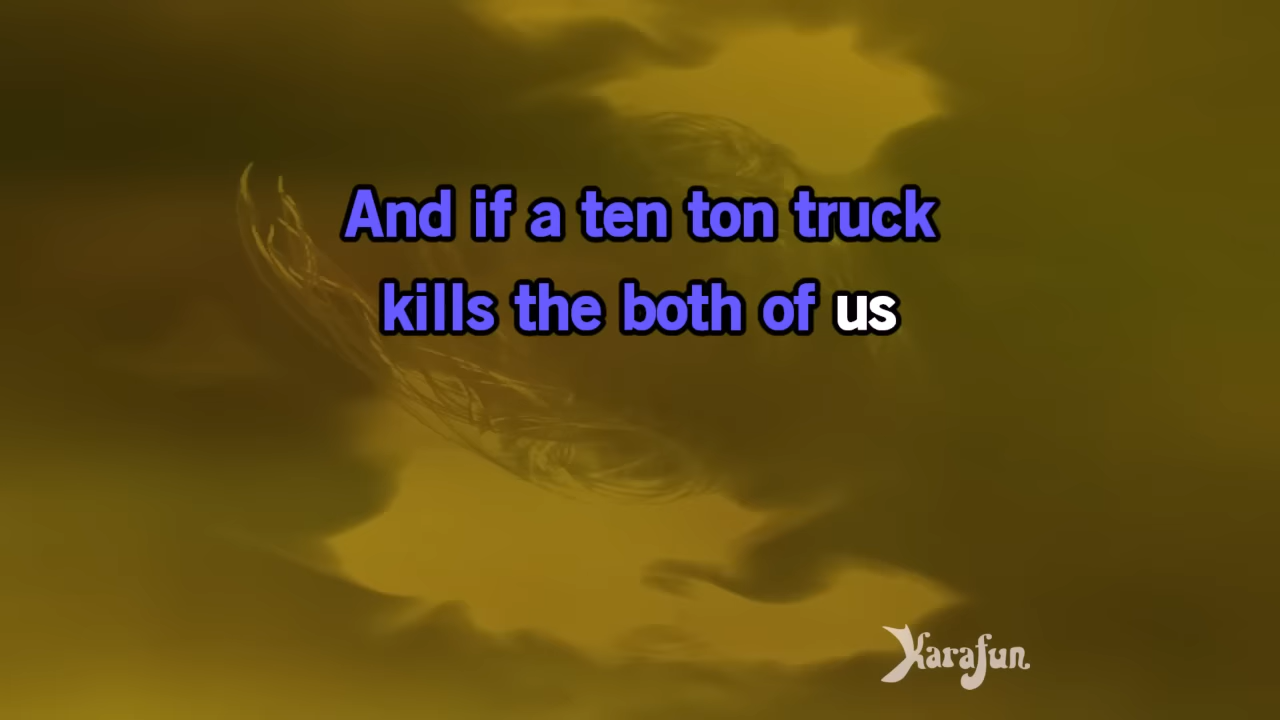 And if a ten ton truck
kills the both of us
Karafun